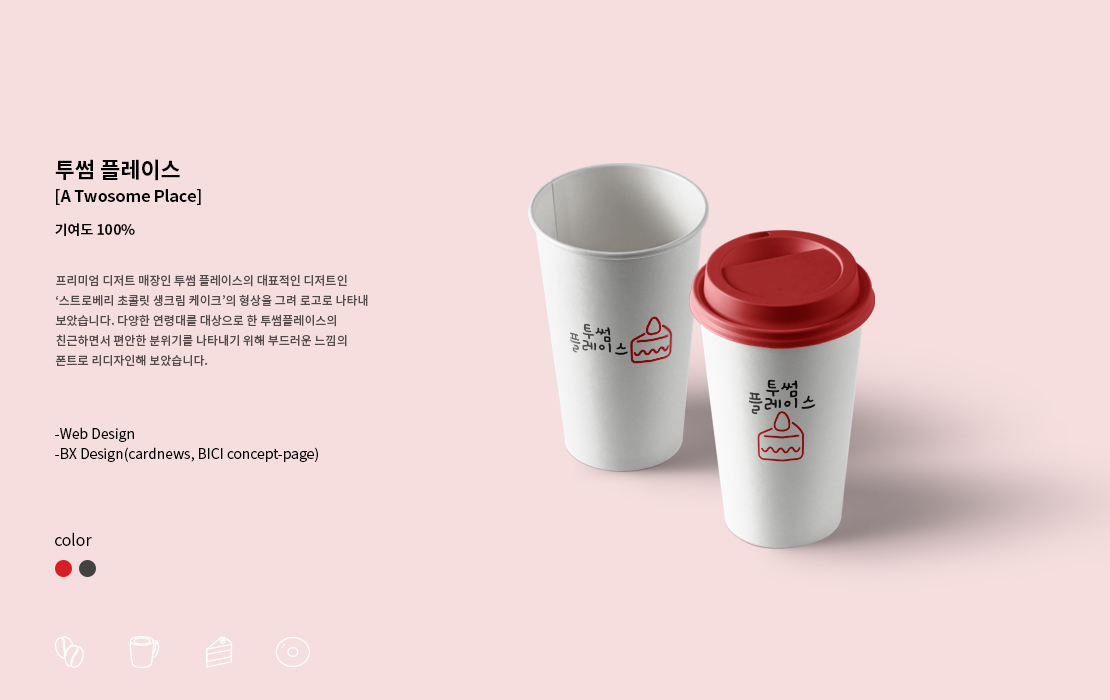 투썸 플레이스
[A Twosome Place]
기여도 100%
프리미엄 디저트 매장인 투썸 플레이스의 대표적인 디저트인
‘스트로베리 초콜릿 생크림 케이크’의 형상을 그려 로고로 나타내
보았습니다. 다양한 연령대를 대상으로 한 투썸플레이스의
친근하면서 편안한 분위기를 나타내기 위해 부드러운 느낌의
폰트로 리디자인해 보았습니다.
-Web Design
-BX Design(cardnews, BICI concept-page)
color
투썸
플레이스
투썸
플레이스